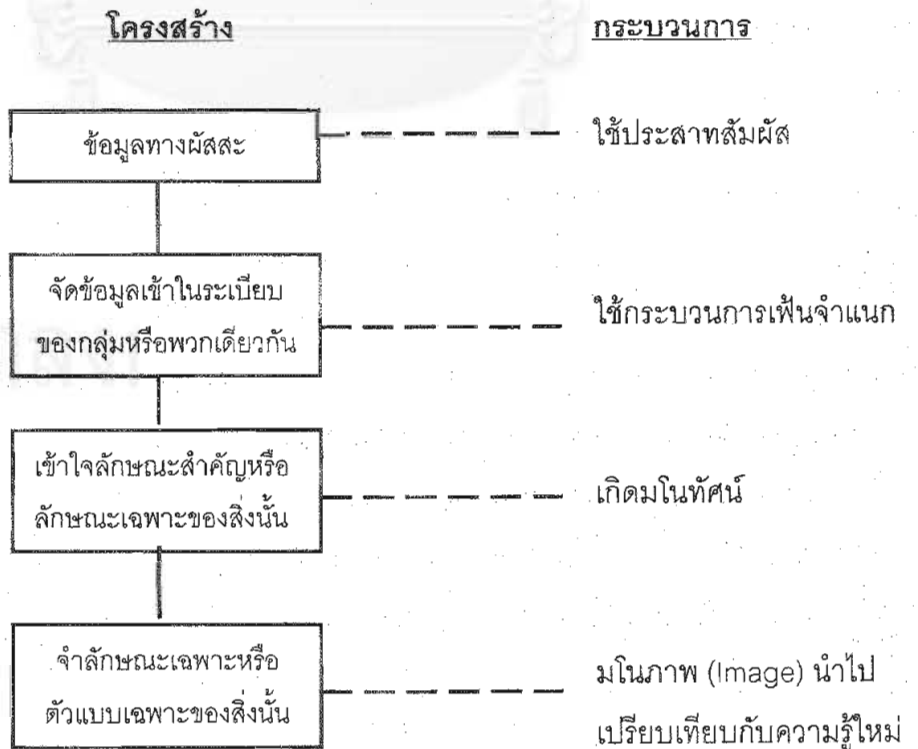 โครงสร้าง กระบวนการ
ข้อมูลทางผัสสะ ใช้ประสาทสัมผัส
จัดข้อมูลเข้าในระเบียบ
ของกลุ่มหรือพวกเดียวกัน ใช้กระบวนการเฟ้นจำแนก
เข้าใจลักษณะสำคัญหรือ
ลักษณะเฉพาะของสิ่งนั้น เกิดมโนทัศน์
จำลักษณะเฉพาะหรือ
ตัวแบบเฉพาะของสิ่งนั้น
มโนภาพ (Image) นำไป
เปรียบเทียบกับความรู้ใหม่